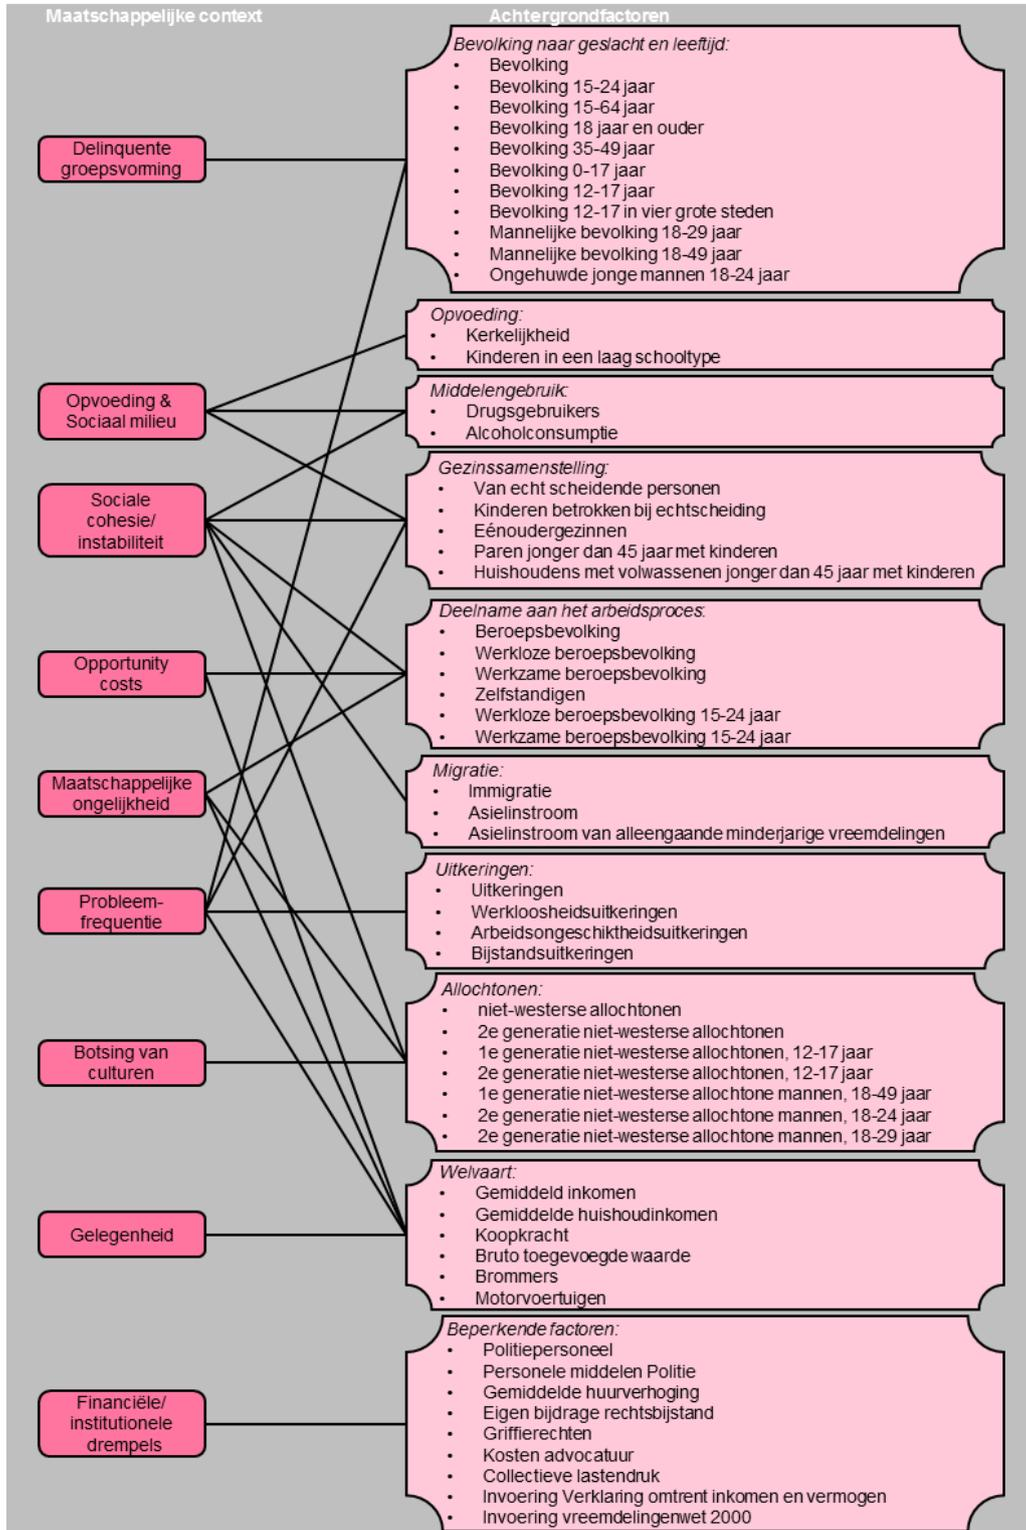 Maatschappelijke context
Achtergrondfactoren
Delinquente
groepsvorming
Opvoeding &
Sociaal milieu
Sociale
cohesie/
instabiliteit
Opportunity
costs
Maatschappelijke
ongelijkheid
Probleem-
frequentie
Botsing van
culturen
Gelegenheid
Financiële/
institutionele
drempels
Bevolking naar geslacht en leeftijd:
• Bevolking
• Bevolking 15-24 jaar
• Bevolking 15-64 jaar
• Bevolking 18 jaar en ouder
• Bevolking 35-49 jaar
• Bevolking 0-17 jaar
• Bevolking 12-17 jaar
• Bevolking 12-17 in vier grote steden
• Mannelijke bevolking 18-29 jaar
• Mannelijke bevolking 18-49 jaar
• Ongehuwde jonge mannen 18-24 jaar
Opvoeding:
• Kerkelijkheid
• Kinderen in een laag schooltype
Middelengebruik:
• Drugsgebruikers
• Alcoholconsumptie
Gezinssamenstelling:
• Van echt scheidende personen
• Kinderen betrokken bij echtscheiding
• Eénoudergezinnen
• Paren jonger dan 45 jaar met kinderen
• Huishoudens met volwassenen jonger dan 45 jaar met kinderen
Deelname aan het arbeidsproces:
• Beroepsbevolking
• Werkloze beroepsbevolking
• Werkzame beroepsbevolking
• Zelfstandigen
• Werkloze beroepsbevolking 15-24 jaar
• Werkzame beroepsbevolking 15-24 jaar
Migratie:
• Immigratie
• Asielinstroom
• Asielinstroom van alleengaande minderjarige vreemdelingen
Uitkeringen:
• Uitkeringen
• Werkloosheidsuitkeringen
• Arbeidsongeschiktheidsuitkeringen
• Bijstandsuitkeringen
Allochtonen:
• niet-westerse allochtonen
• 2e generatie niet-westerse allochtonen
• 1e generatie niet-westerse allochtonen, 12-17 jaar
• 2e generatie niet-westerse allochtonen, 12-17 jaar
• 1e generatie niet-westerse allochtone mannen, 18-49 jaar
• 2e generatie niet-westerse allochtone mannen, 18-24 jaar
• 2e generatie niet-westerse allochtone mannen, 18-29 jaar
Welvaart:
• Gemiddeld inkomen
• Gemiddelde huishoudinkomen
• Koopkracht
• Bruto toegevoegde waarde
• Brommers
• Motorvoertuigen
Beperkende factoren:
• Politiepersoneel
• Personele middelen Politie
• Gemiddelde huurverhoging
• Eigen bijdrage rechtsbijstand
• Griffierechten
• Kosten advocatuur
• Collectieve lastendruk
• Invoering Verklaring omtrent inkomen en vermogen
• Invoering vreemdelingenwet 2000